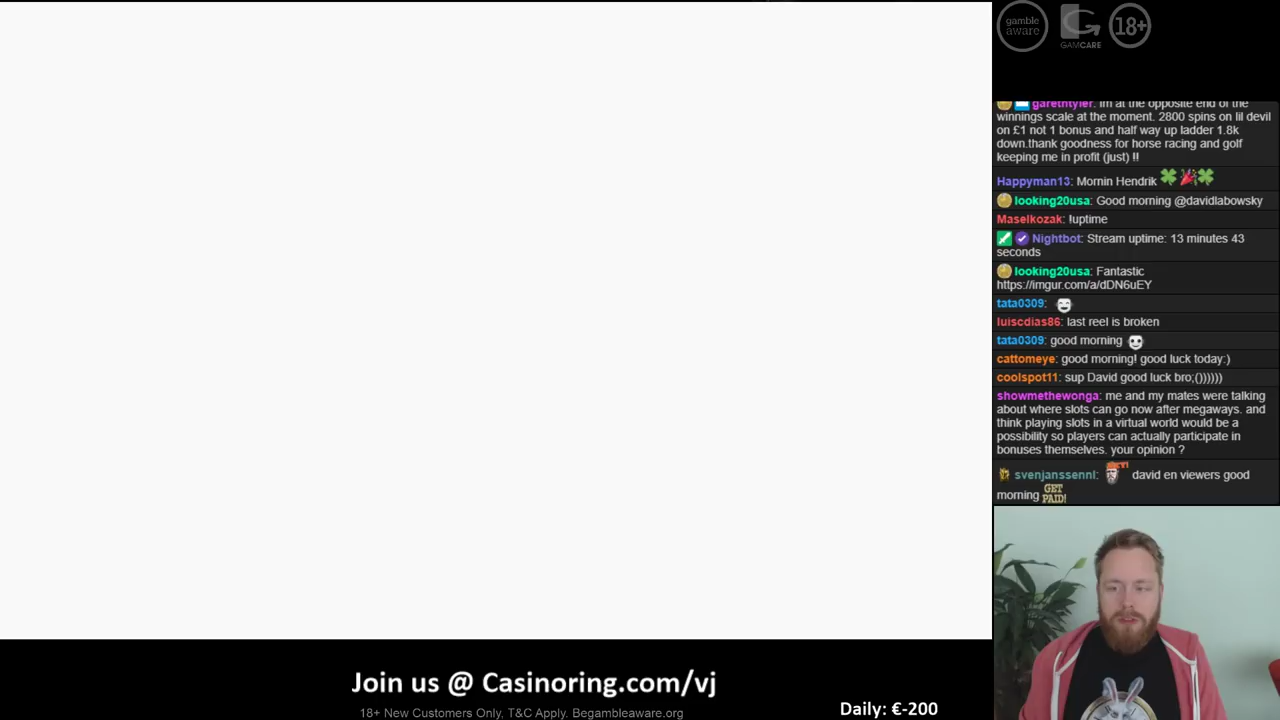 gamble
aware
GAMCARE
18+
garethtyler: Im at the opposite end of the
winnings scale at the moment. 2800 spins on lil devil
on £1 not 1 bonus and half way up ladder 1.8k
down.thank goodness for horse racing and golf
keeping me in profit (just) !!
Happyman13: Mornin Hendrik
looking20usa: Good morning @davidlabowsky
Maselkozak: !uptime
Nightbot: Stream uptime: 13 minutes 43
seconds
looking20usa: Fantastic
https://imgur.com/a/dDN6uEY
tata0309:
luiscdias86: last reel is broken
tata0309: good morning
cattomeye: good morning! good luck today:)
coolspot11: sup David good luck bro;()))))))
showmethewonga: me and my mates were talking
about where slots can go now after megaways. and
think playing slots in a virtual world would be a
possibility so players can actually participate in
bonuses themselves. your opinion ?
svenjanssennl: david en viewers good
morning GET
PAID!
Join us @ Casinoring.com/vj
18+ New Customers Only, T&C Apply. Begambleaware.org
Daily: €-200